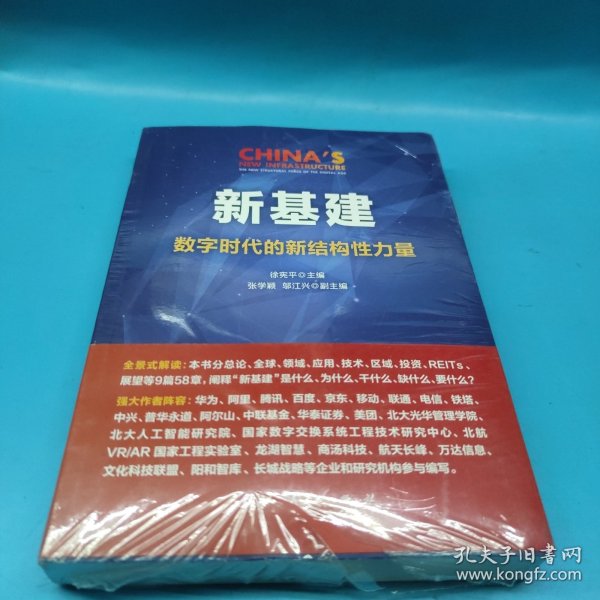 CHINA'S
NEW INFRASTRUCTURE
THE NEW STRUCTURAL FORCE OF THE DIGITAL AGE
新基建
数字时代的新结构性力量
徐宪平◎主编
张学颖 邬江兴◎副主编
全景式解读：本书分总论、全球、领域、应用、技术、区域、投资、REITs、
展望等9篇58章，阐释“新基建”是什么、为什么、干什么、缺什么、要什么？
强大作者阵容：华为、阿里、腾讯、百度、京东、移动、联通、电信、铁塔、
中兴、普华永道、阿尔山、中联基金、华泰证券、美团、北大光华管理学院、
北大人工智能研究院、国家数字交换系统工程技术研究中心、北航
VR/AR国家工程实验室、龙湖智慧、商汤科技、航天长峰、万达信息、
文化科技联盟、阳和智库、长城战略等企业和研究机构参与编写。
孔夫子旧书网
www.kongfz.com